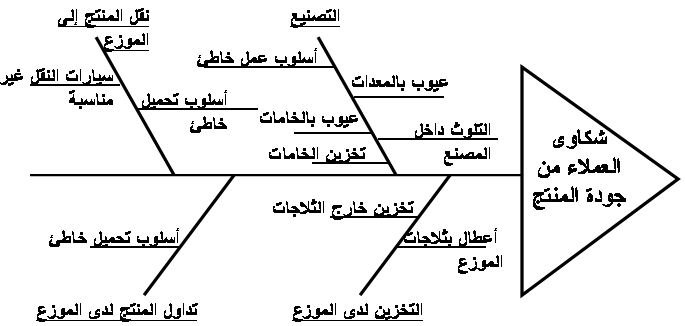 التصنيع
أسلوب عمل خاطئ
عيوب بالمعدات
عيوب بالخامات
التلوث داخل
المصنع
تخزين الخامات
نقل المنتج إلى
الموزع
سيارات النقل غير
مناسبة
أسلوب تحميل
خاطئ
شكاوى
العملاء من
جودة المنتج
تخزين خارج الثلاجات
أعطال بثلاجات
الموزع
التخزين لدى الموزع
أسلوب تحميل خاطئ
تداول المنتج لدى الموزع